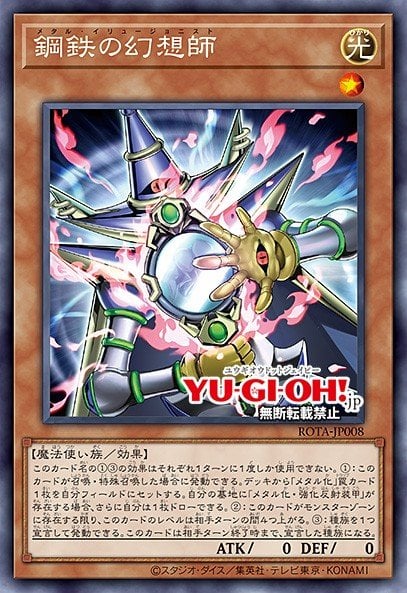 メタル・イリュージョニスト
鋼鉄の幻想師
ひかり
光
ユウギオウドットジェイピー
YU-GI-OH!.jp
無断転載禁止
ROTA-JP008
【魔法使い族／効果】
このカード名の①③の効果はそれぞれ1ターンに1度しか使用できない。①：こ
のカードが召喚・特殊召喚した場合に発動できる。デッキから「メタル化」罠カード
1枚を自分フィールドにセットする。自分の墓地に「メタル化・強化反射装甲」が
存在する場合、さらに自分は1枚ドローできる。②：このカードがモンスターゾー
ンに存在する限り、このカードのレベルは相手ターンの間4つ上がる。③：種族を1つ
宣言して発動できる。このカードは相手ターン終了時まで、宣言した種族になる。
ATK/ 0 DEF/ 0
©スタジオ・ダイス／集英社・テレビ東京・KONAMI